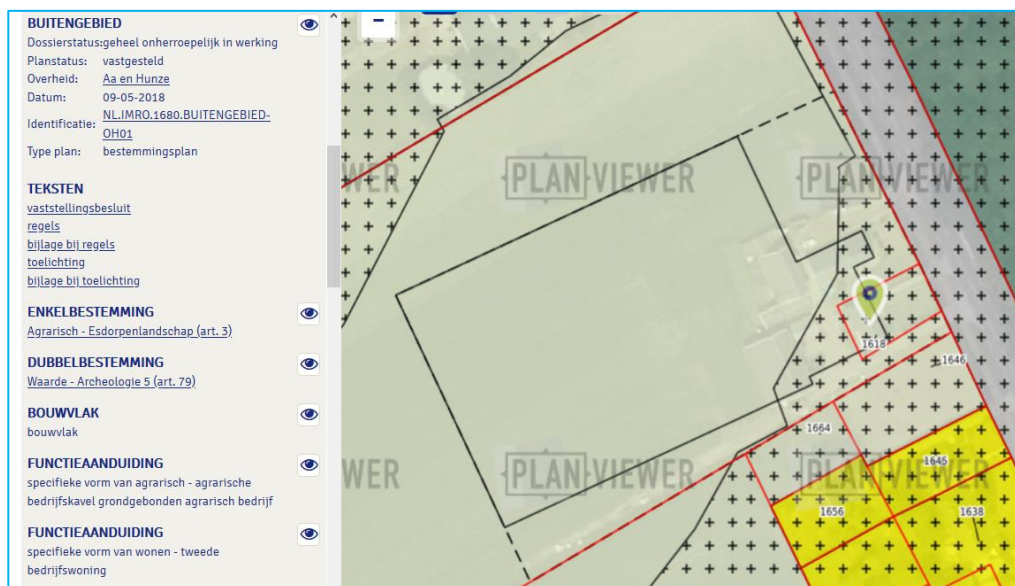 BUITENGEBIED
Dossierstatus:geheel onherroepelijk in werking
Planstatus: vastgesteld
Overheid: Aa en Hunze
Datum: 09-05-2018
Identificatie: NL.IMRO.1680.BUITENGEBIED-
OH01
Type plan: bestemmingsplan
TEKSTEN
vaststellingsbesluit
regels
bijlage bij regels
toelichting
bijlage bij toelichting
ENKELBESTEMMING
Agrarisch - Esdorpenlandschap (art. 3)
DUBBELBESTEMMING
Waarde - Archeologie 5 (art. 79)
BOUWVLAK
bouwvlak
FUNCTIEAANDUIDING
specifieke vorm van agrarisch - agrarische
bedrijfskavel grondgebonden agrarisch bedrijf
FUNCTIEAANDUIDING
specifieke vorm van wonen - tweede
bedrijfswoning
WER
PLAN VIEWER
PLAN VIEWER
1618
1646
1664
WER
PLAN VIEWER
PLAN VIEWER
1645
1656
1638